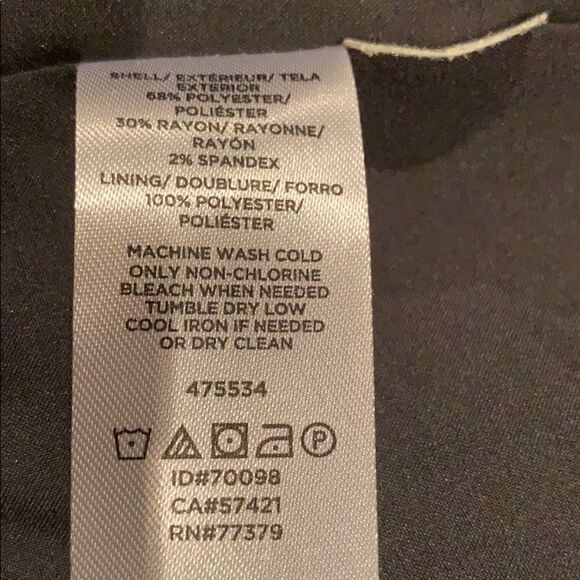 SHELL/ EXTÉRIEUR/ TELA
EXTERIOR
68% POLYESTER/
POLIÉSTER
30% RAYON/ RAYONNE/
RAYÓN
2% SPANDEX
LINING/ DOUBLURE/ FORRO
100% POLYESTER/
POLIÉSTER
MACHINE WASH COLD
ONLY NON-CHLORINE
BLEACH WHEN NEEDED
TUMBLE DRY LOW
COOL IRON IF NEEDED
OR DRY CLEAN
475534
P
ID#70098
CA#57421
RN#77379